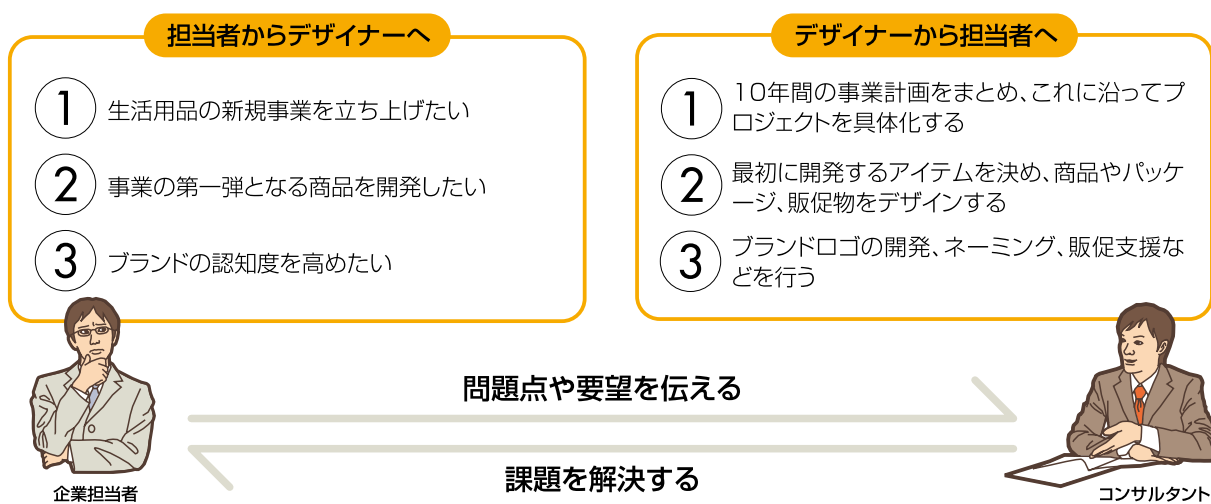 担当者からデザイナーへ
1 生活用品の新規事業を立ち上げたい
2 事業の第一弾となる商品を開発したい
3 ブランドの認知度を高めたい
企業担当者
デザイナーから担当者へ
1 10年間の事業計画をまとめ、これに沿ってプ
ロジェクトを具体化する
2 最初に開発するアイテムを決め、商品やパッケ
ージ、販促物をデザインする
3 ブランドロゴの開発、ネーミング、販促支援な
どを行う
コンサルタント
問題点や要望を伝える
課題を解決する